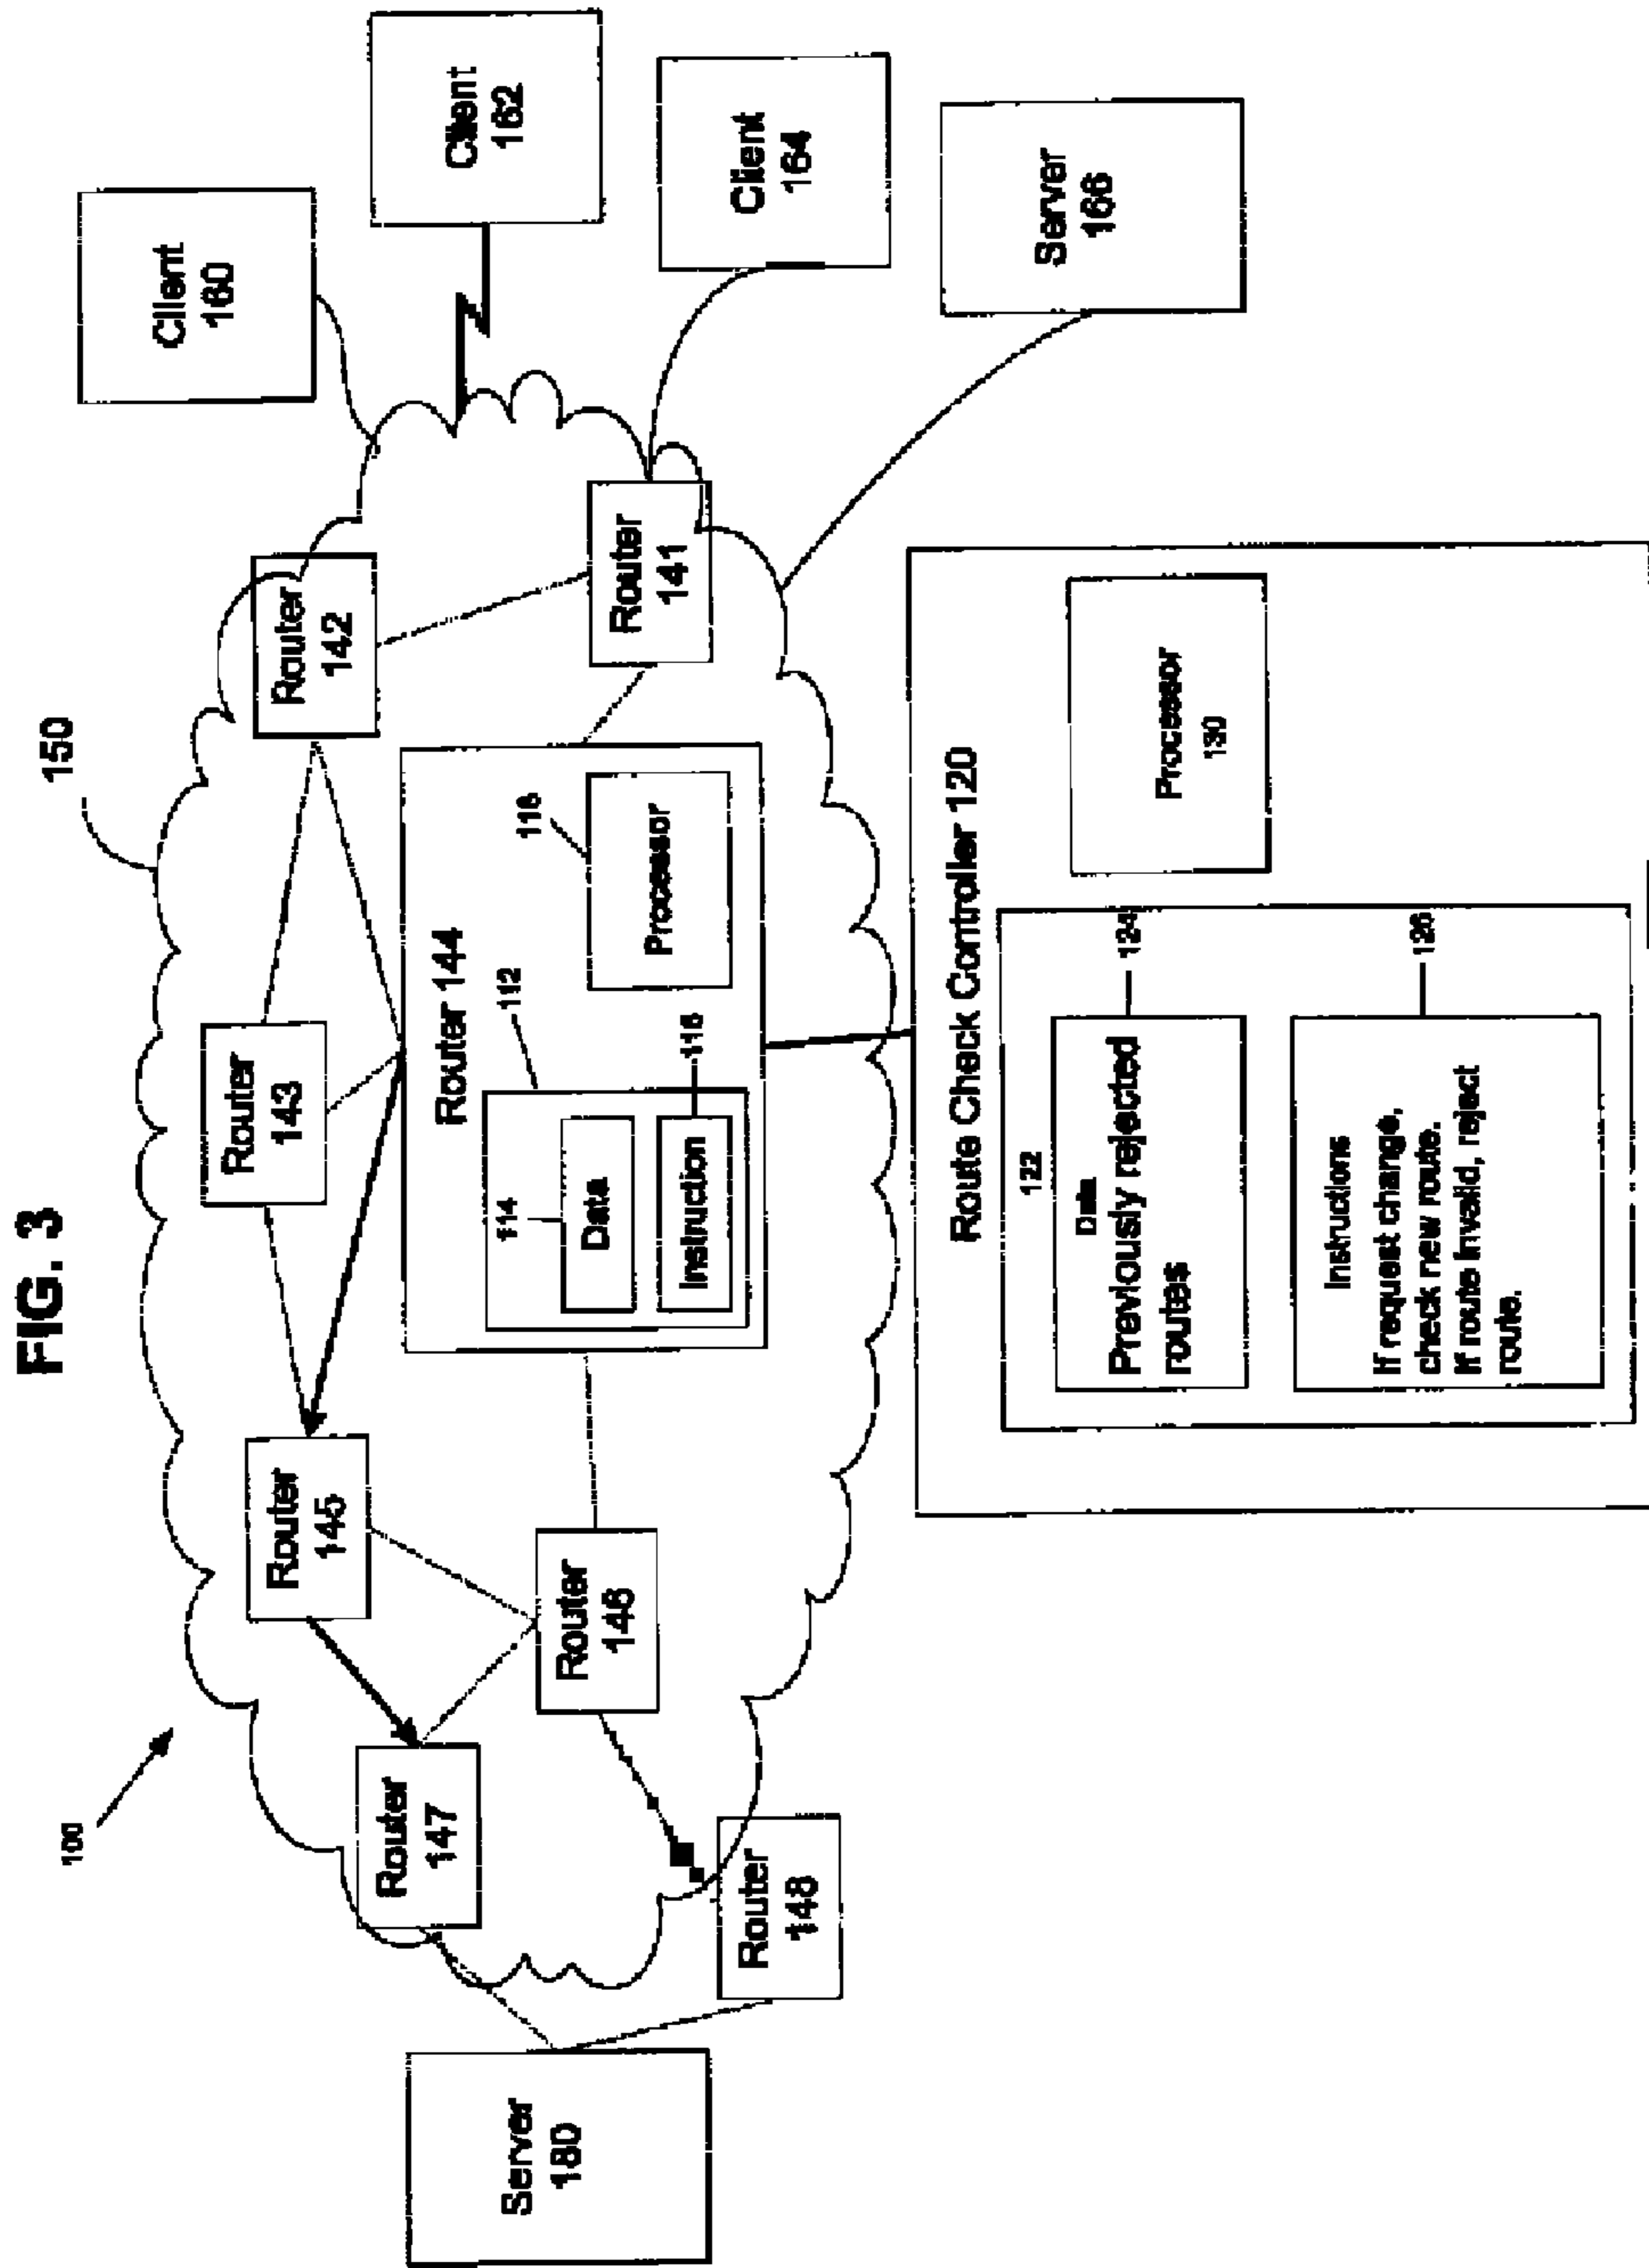 FIG. 3
100
150
Server
180
Router
147
Router
148
Router
145
Router
146
Router
143
Router 144
112
114
Data
Instruction
116
118
Processor
Router
142
Router
141
Client
160
Client
162
Client
164
Server
166
Route Check Controller 120
122
Data
Previously rejected
routes
124
Instructions
If request change,
check new route.
If route invalid, reject
route.
126
Processor
130